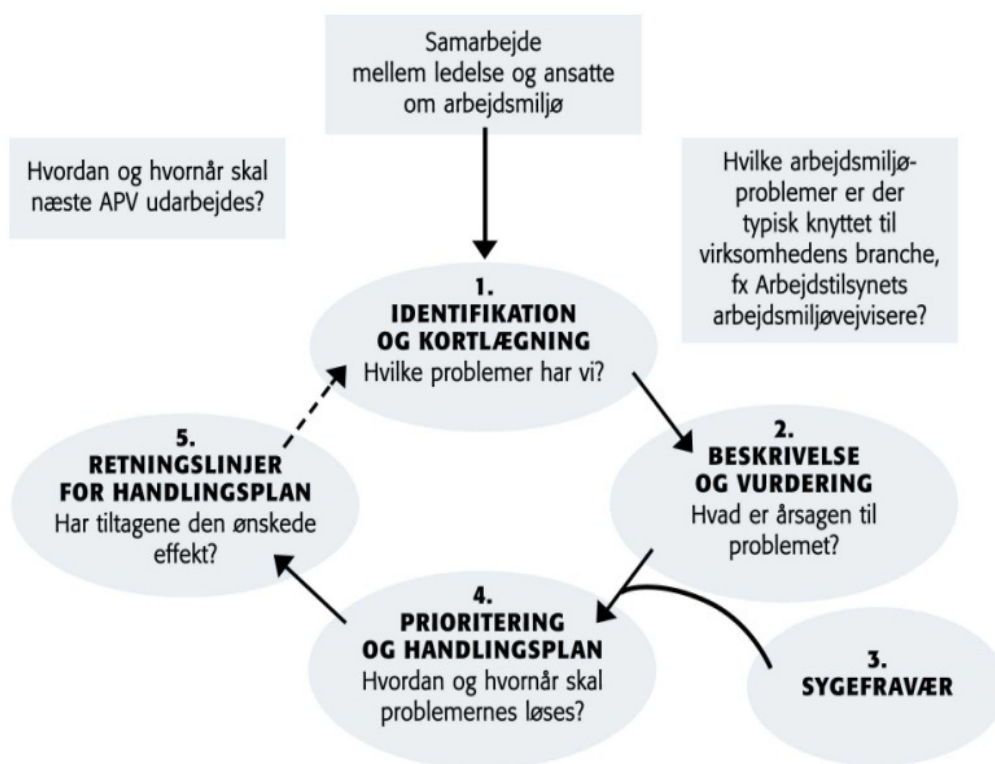 Samarbejde
mellem ledelse og ansatte
om arbejdsmiljø
Hvordan og hvornår skal
næste APV udarbejdes?
Hvilke arbejdsmiljø-
problemer er der
typisk knyttet til
virksomhedens branche,
fx Arbejdstilsynets
arbejdsmiljøvejvisere?
1.
IDENTIFIKATION
OG KORTLÆGNING
Hvilke problemer har vi?
2.
BESKRIVELSE
OG VURDERING
Hvad er årsagen til
problemet?
3.
SYGEFRAVÆR
4.
PRIORITERING
OG HANDLINGSPLAN
Hvordan og hvornår skal
problemernes løses?
5.
RETNINGSLINJER
FOR HANDLINGSPLAN
Har tiltagene den ønskede
effekt?